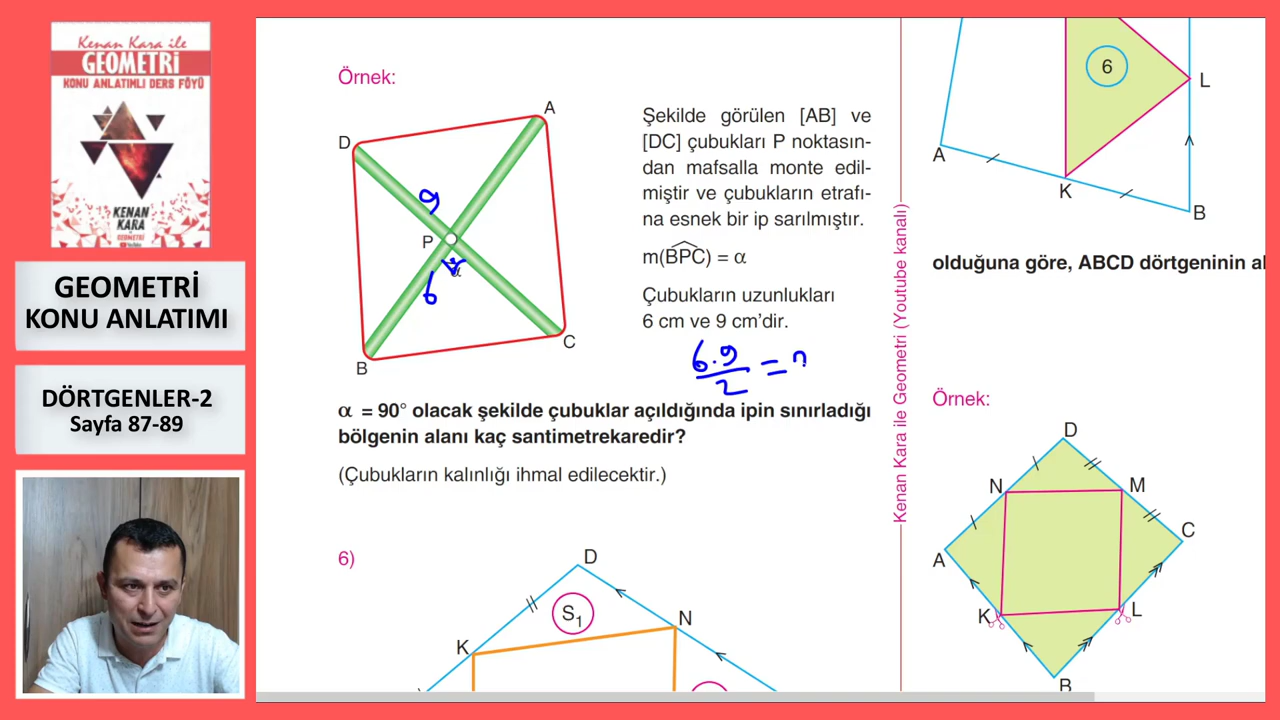 Kenan Kara ile
GEOMETRİ
KONU ANLATIMLI DERS FÖYÜ
KENAN
KARA
GEOMETRİ
GEOMETRİ
KONU ANLATIMI
DÖRTGENLER-2
Sayfa 87-89
Örnek:
A
D
9
P
α
6
B
C
Şekilde görülen [AB] ve
[DC] çubukları P noktasın-
dan mafsalla monte edil-
miştir ve çubukların etrafı-
na esnek bir ip sarılmıştır.
m(BPC) = α
Çubukların uzunlukları
6 cm ve 9 cm'dir.
6.9
2
=
α = 90° olacak şekilde çubuklar açıldığında ipin sınırladığı
bölgenin alanı kaç santimetrekaredir?
(Çubukların kalınlığı ihmal edilecektir.)
6)
D
S1
N
K
Kenan Kara ile Geometri (Youtube kanalı)
6
L
A
K
B
olduğuna göre, ABCD dörtgeninin al
Örnek:
D
N
M
C
A
K
L
B